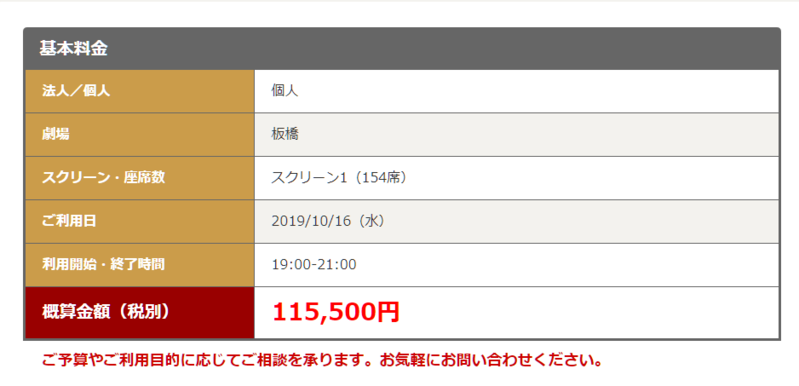 基本料金
法人／個人 個人
劇場 板橋
スクリーン・座席数 スクリーン1（154席）
ご利用日 2019/10/16（水）
利用開始・終了時間 19:00-21:00
概算金額（税別） 115,500円
ご予算やご利用目的に応じてご相談を承ります。お気軽にお問い合わせください。